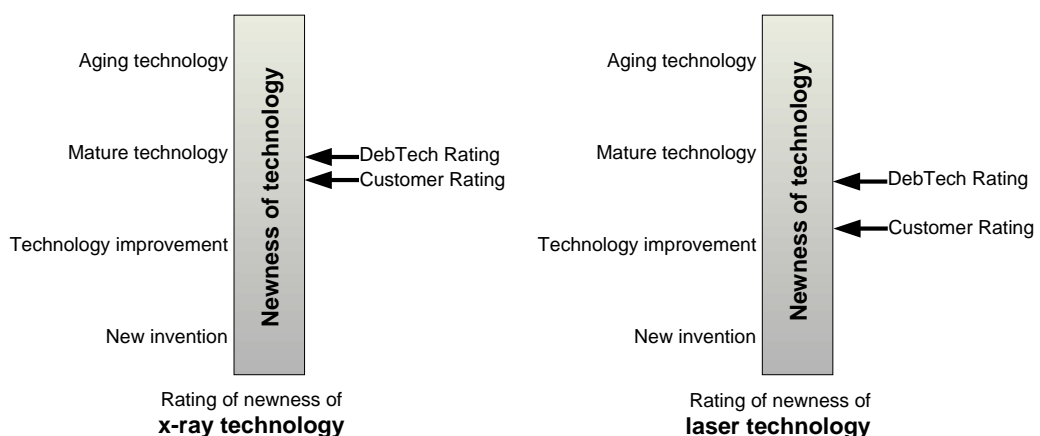 Aging technology
Mature technology
Technology improvement
New invention
Newness of technology
DebTech Rating
Customer Rating
Rating of newness of
x-ray technology
Aging technology
Mature technology
Technology improvement
New invention
Newness of technology
DebTech Rating
Customer Rating
Rating of newness of
laser technology